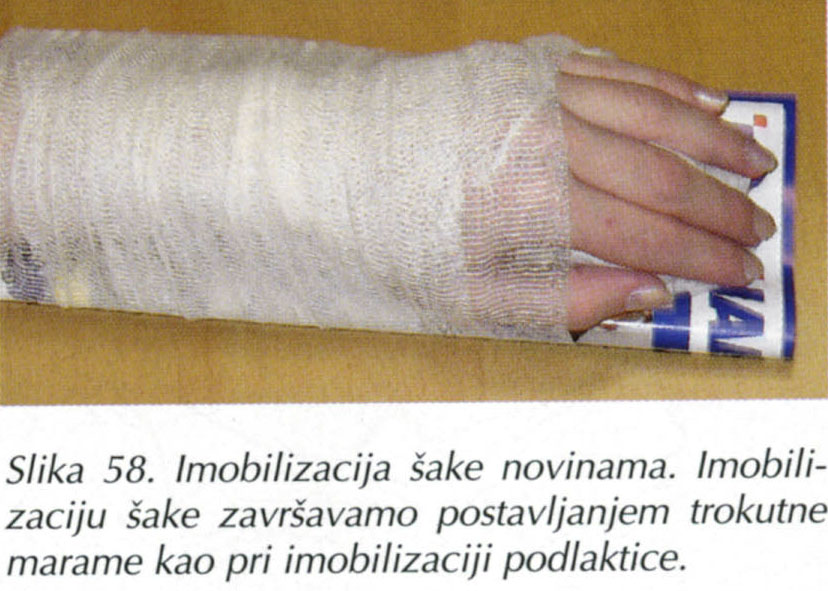 Slika 58. Imobilizacija šake novinama. Imobili-
zaciju šake završavamo postavljanjem trokutne
marame kao pri imobilizaciji podlaktice.